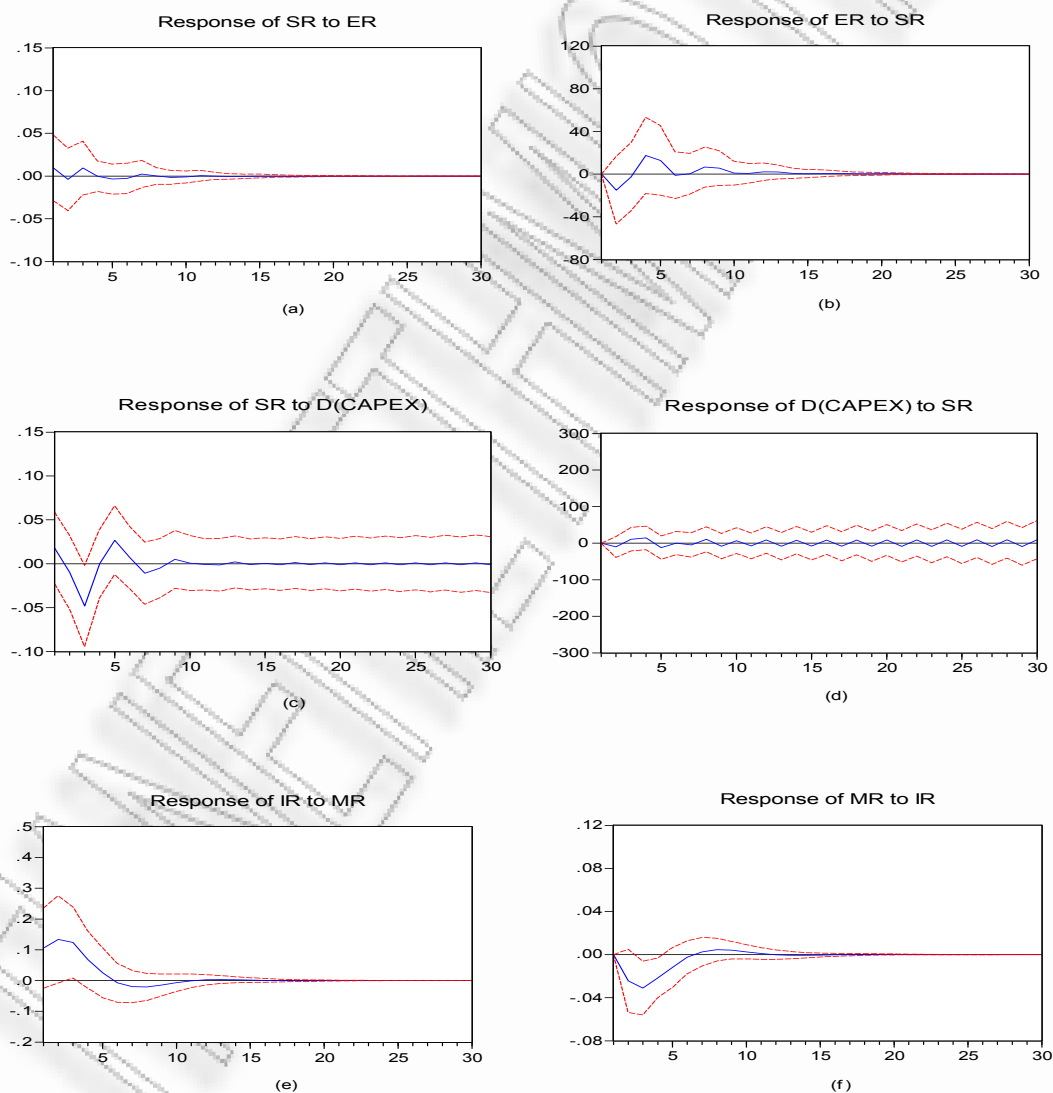 Response of SR to ER
.15
.10
.05
.00
-.05
-.10
5 10 15 20 25 30
(a)
Response of ER to SR
120
80
40
0
-40
-80
5 10 15 20 25 30
(b)
Response of SR to D(CAPEX)
.15
.10
.05
.00
-.05
-.10
5 10 15 20 25 30
(c)
Response of D(CAPEX) to SR
300
200
100
0
-100
-200
-300
5 10 15 20 25 30
(d)
Response of IR to MR
.5
.4
.3
.2
.1
.0
-.1
-.2
5 10 15 20 25 30
(e)
Response of MR to IR
.12
.08
.04
.00
-.04
-.08
5 10 15 20 25 30
(f)